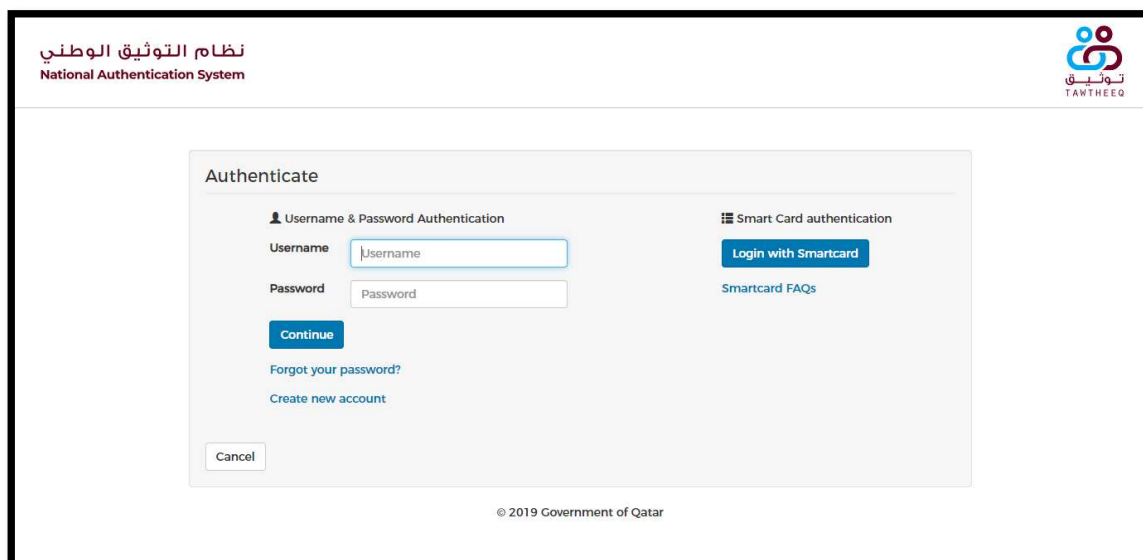 نظام التوثيق الوطني
National Authentication System
توثيق
TAWTHEEQ
Authenticate
Username & Password Authentication
Username
Username
Password
Password
Continue
Forgot your password?
Create new account
Smart Card authentication
Login with Smartcard
Smartcard FAQs
Cancel
© 2019 Government of Qatar